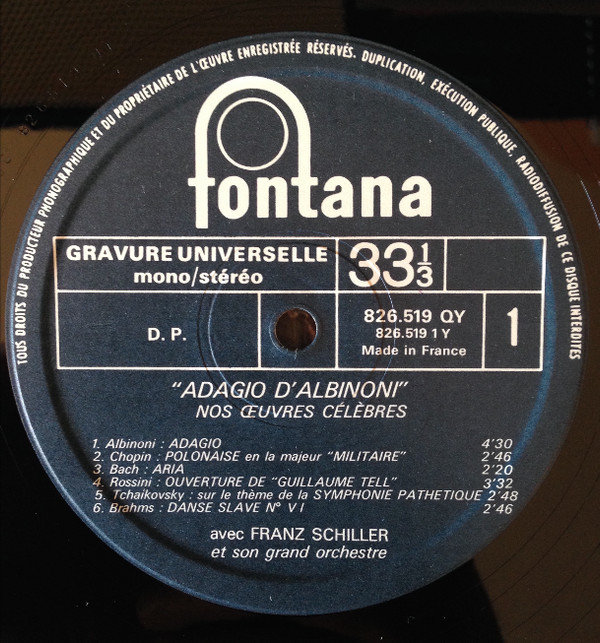 TOUS DROITS DU PRODUCTEUR PHONOGRAPHIQUE ET DU PROPRIÉTAIRE DE L'ŒUVRE ENREGISTRÉE RÉSERVÉS. DUPLICATION, EXÉCUTION PUBLIQUE, RADIODIFFUSION DE CE DISQUE INTERDITES
fontana
GRAVURE UNIVERSELLE
mono/stéréo
33 1/3
D. P.
826.519 QY
826.519 1 Y
Made in France
1
"ADAGIO D'ALBINONI"
NOS ŒUVRES CÉLÈBRES
1. Albinoni : ADAGIO 4'30
2. Chopin : POLONAISE en la majeur "MILITAIRE" 2'46
3. Bach : ARIA 2'20
4. Rossini : OUVERTURE DE "GUILLAUME TELL" 3'32
5. Tchaikovsky : sur le thème de la SYMPHONIE PATHETIQUE 2'48
6. Brahms : DANSE SLAVE N° V I 2'46
avec FRANZ SCHILLER
et son grand orchestre